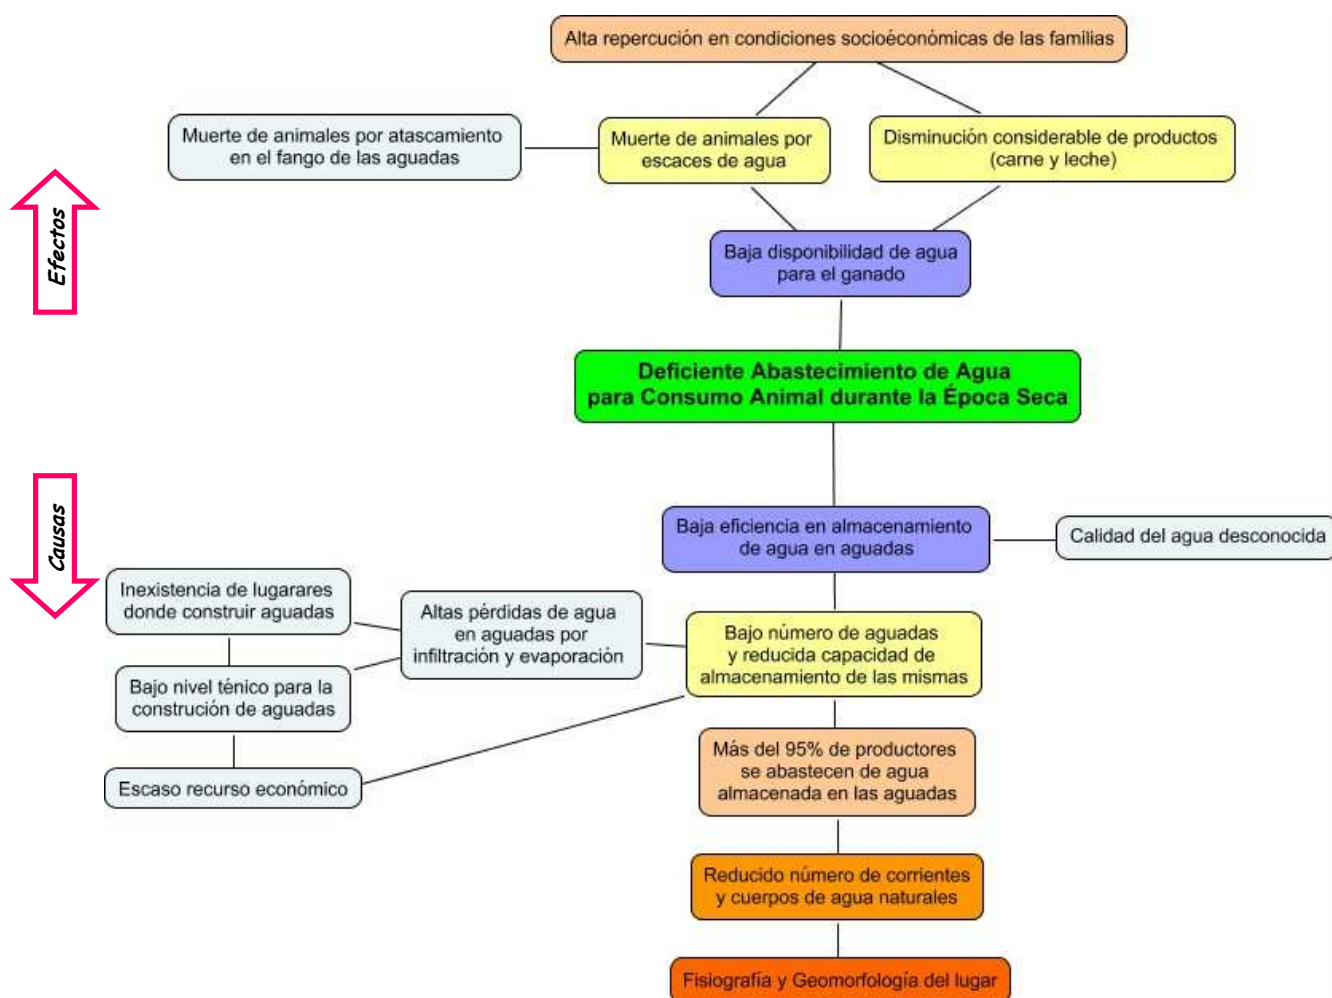 Alta repercución en condiciones socioéconómicas de las familias
Muerte de animales por atascamiento
en el fango de las aguadas
Muerte de animales por
escaces de agua
Disminución considerable de productos
(carne y leche)
Efectos
Baja disponibilidad de agua
para el ganado
Deficiente Abastecimiento de Agua
para Consumo Animal durante la Época Seca
Causas
Baja eficiencia en almacenamiento
de agua en aguadas
Calidad del agua desconocida
Inexistencia de lugarares
donde construir aguadas
Altas pérdidas de agua
en aguadas por
infiltración y evaporación
Bajo número de aguadas
y reducida capacidad de
almacenamiento de las mismas
Bajo nivel ténico para la
construción de aguadas
Escaso recurso económico
Más del 95% de productores
se abastecen de agua
almacenada en las aguadas
Reducido número de corrientes
y cuerpos de agua naturales
Fisiografía y Geomorfología del lugar